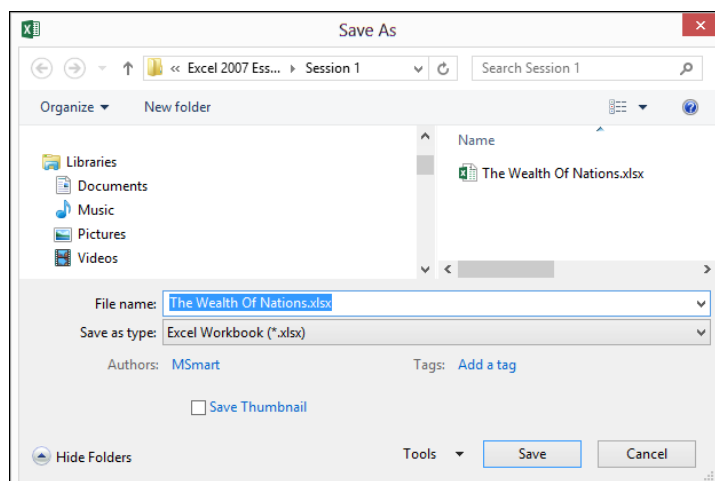 Save As
« Excel 2007 Ess... Session 1
Search Session 1
Organize
New folder
Libraries
Documents
Music
Pictures
Videos
Name
The Wealth Of Nations.xlsx
File name: The Wealth Of Nations.xlsx
Save as type: Excel Workbook (*.xlsx)
Authors: MSmart
Tags: Add a tag
Save Thumbnail
Hide Folders
Tools
Save
Cancel